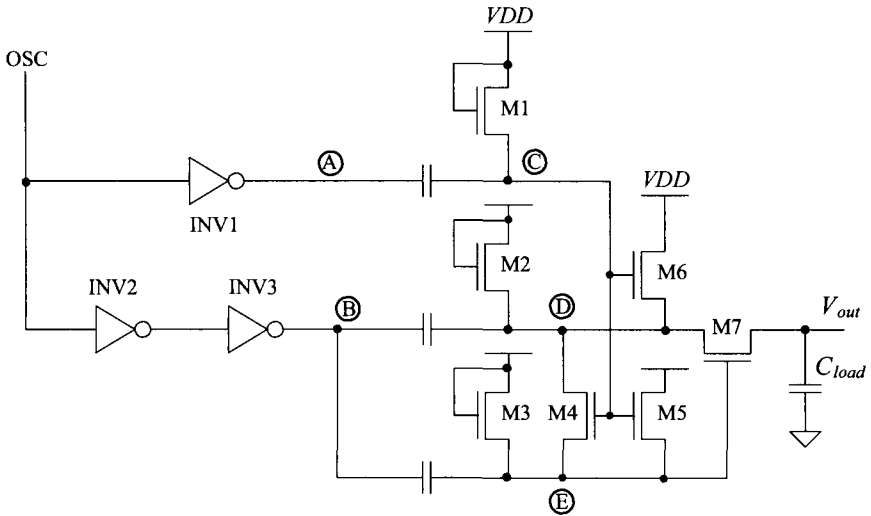 VDD
OSC
M1
A
C
INV1
VDD
M2
M6
INV2
INV3
B
D
M7
Vout
M3
M4
M5
Cload
E